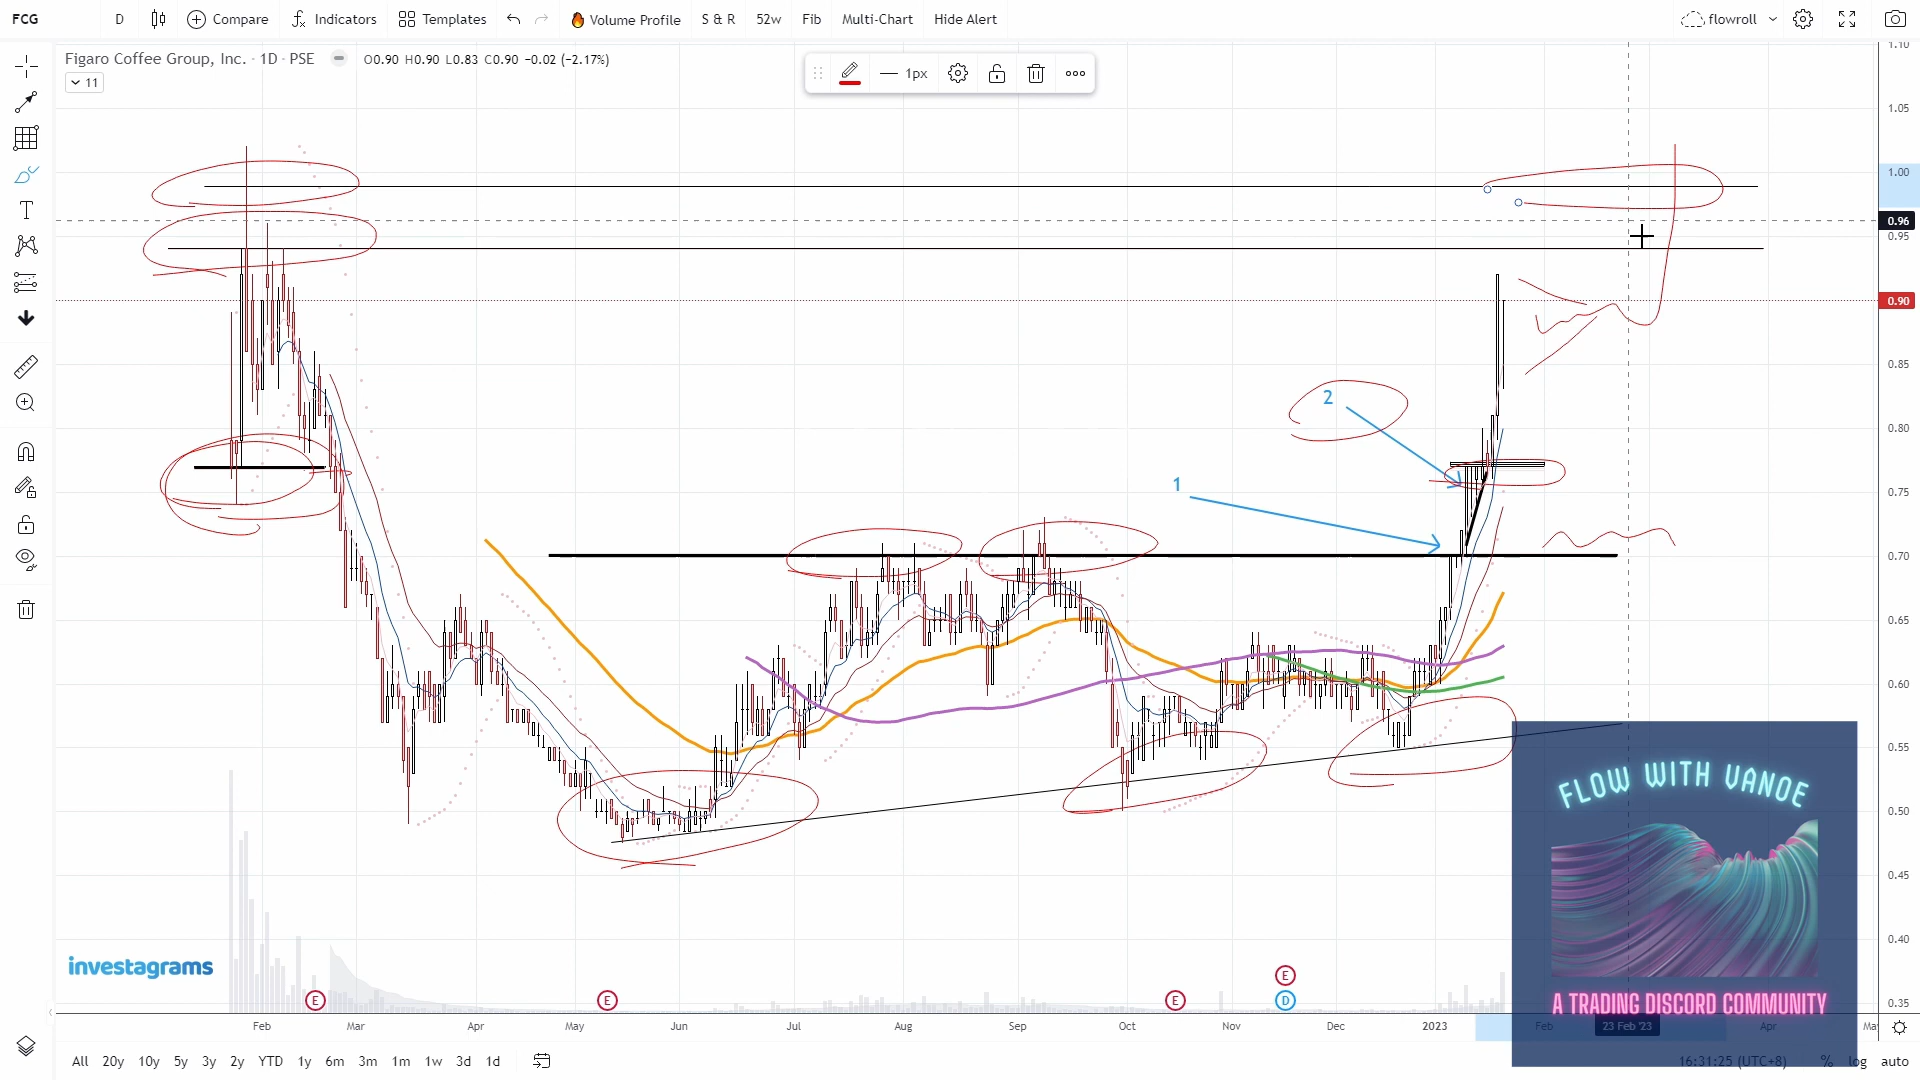 FCG D Compare Indicators Templates Volume Profile S & R 52w Fib Multi-Chart Hide Alert flowroll
Figaro Coffee Group, Inc. · 1D · PSE O0.90 H0.90 L0.83 C0.90 −0.02 (−2.17%)
11
1px
1.10
1.05
1.00
0.96
0.95
0.90
0.85
2
0.80
1
0.75
0.70
0.65
0.60
0.55
0.50
0.45
0.40
0.35
FLOW WITH VANOE
A TRADING DISCORD COMMUNITY
investagrams
E E E E
D
Feb Mar Apr May Jun Jul Aug Sep Oct Nov Dec 2023 Feb 23 Feb '23 Apr
All 20y 10y 5y 3y 2y YTD 1y 6m 3m 1m 1w 3d 1d 16:31:25 (UTC+8) % log auto